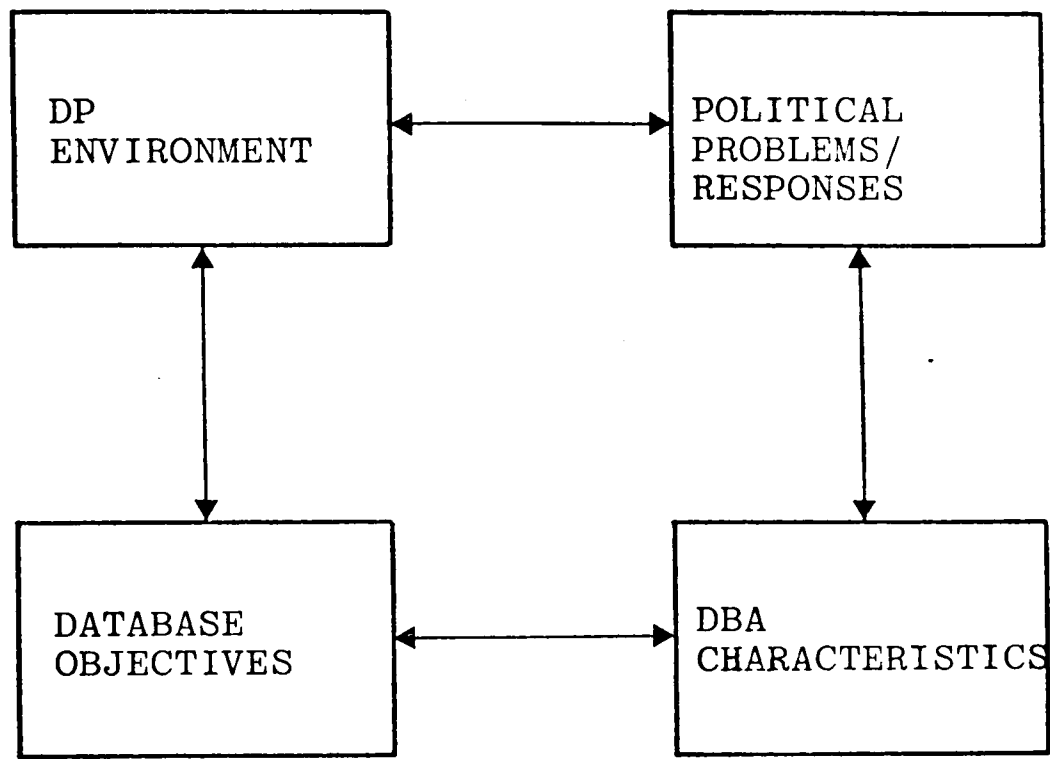 DP
ENVIRONMENT
POLITICAL
PROBLEMS/
RESPONSES
DATABASE
OBJECTIVES
DBA
CHARACTERISTICS